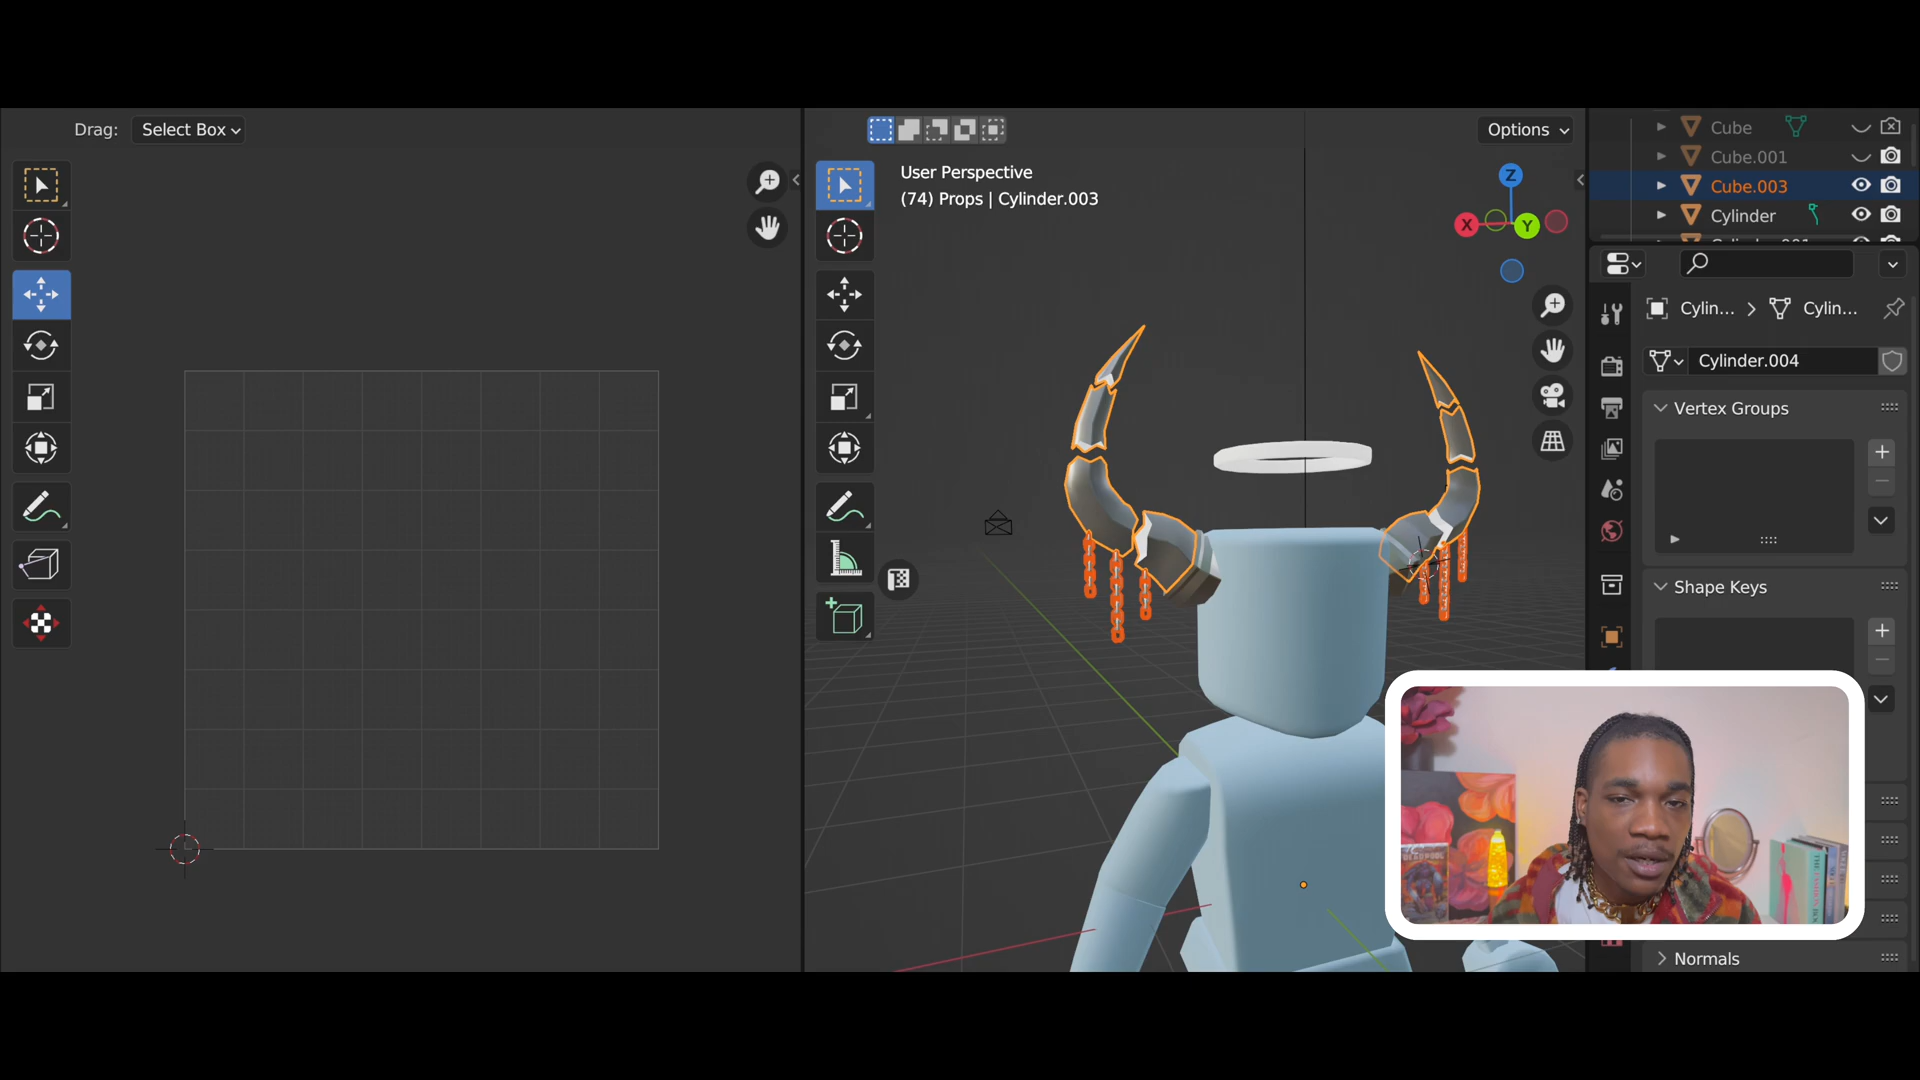 Drag:
Select Box
Options
User Perspective
(74) Props | Cylinder.003
Z
X
Y
Cube
Cube.001
Cube.003
Cylinder
Cylin...
Cylin...
Cylinder.004
Vertex Groups
Shape Keys
DEADPOOL
Normals